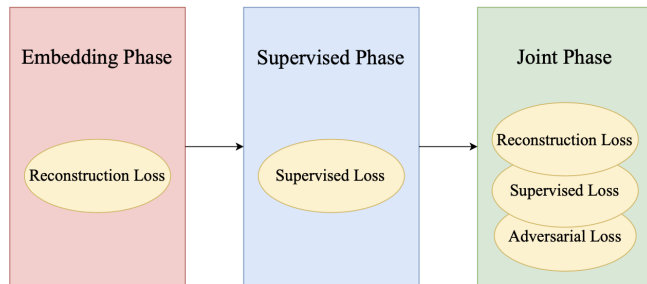 Embedding Phase
Reconstruction Loss
Supervised Phase
Supervised Loss
Joint Phase
Reconstruction Loss
Supervised Loss
Adversarial Loss